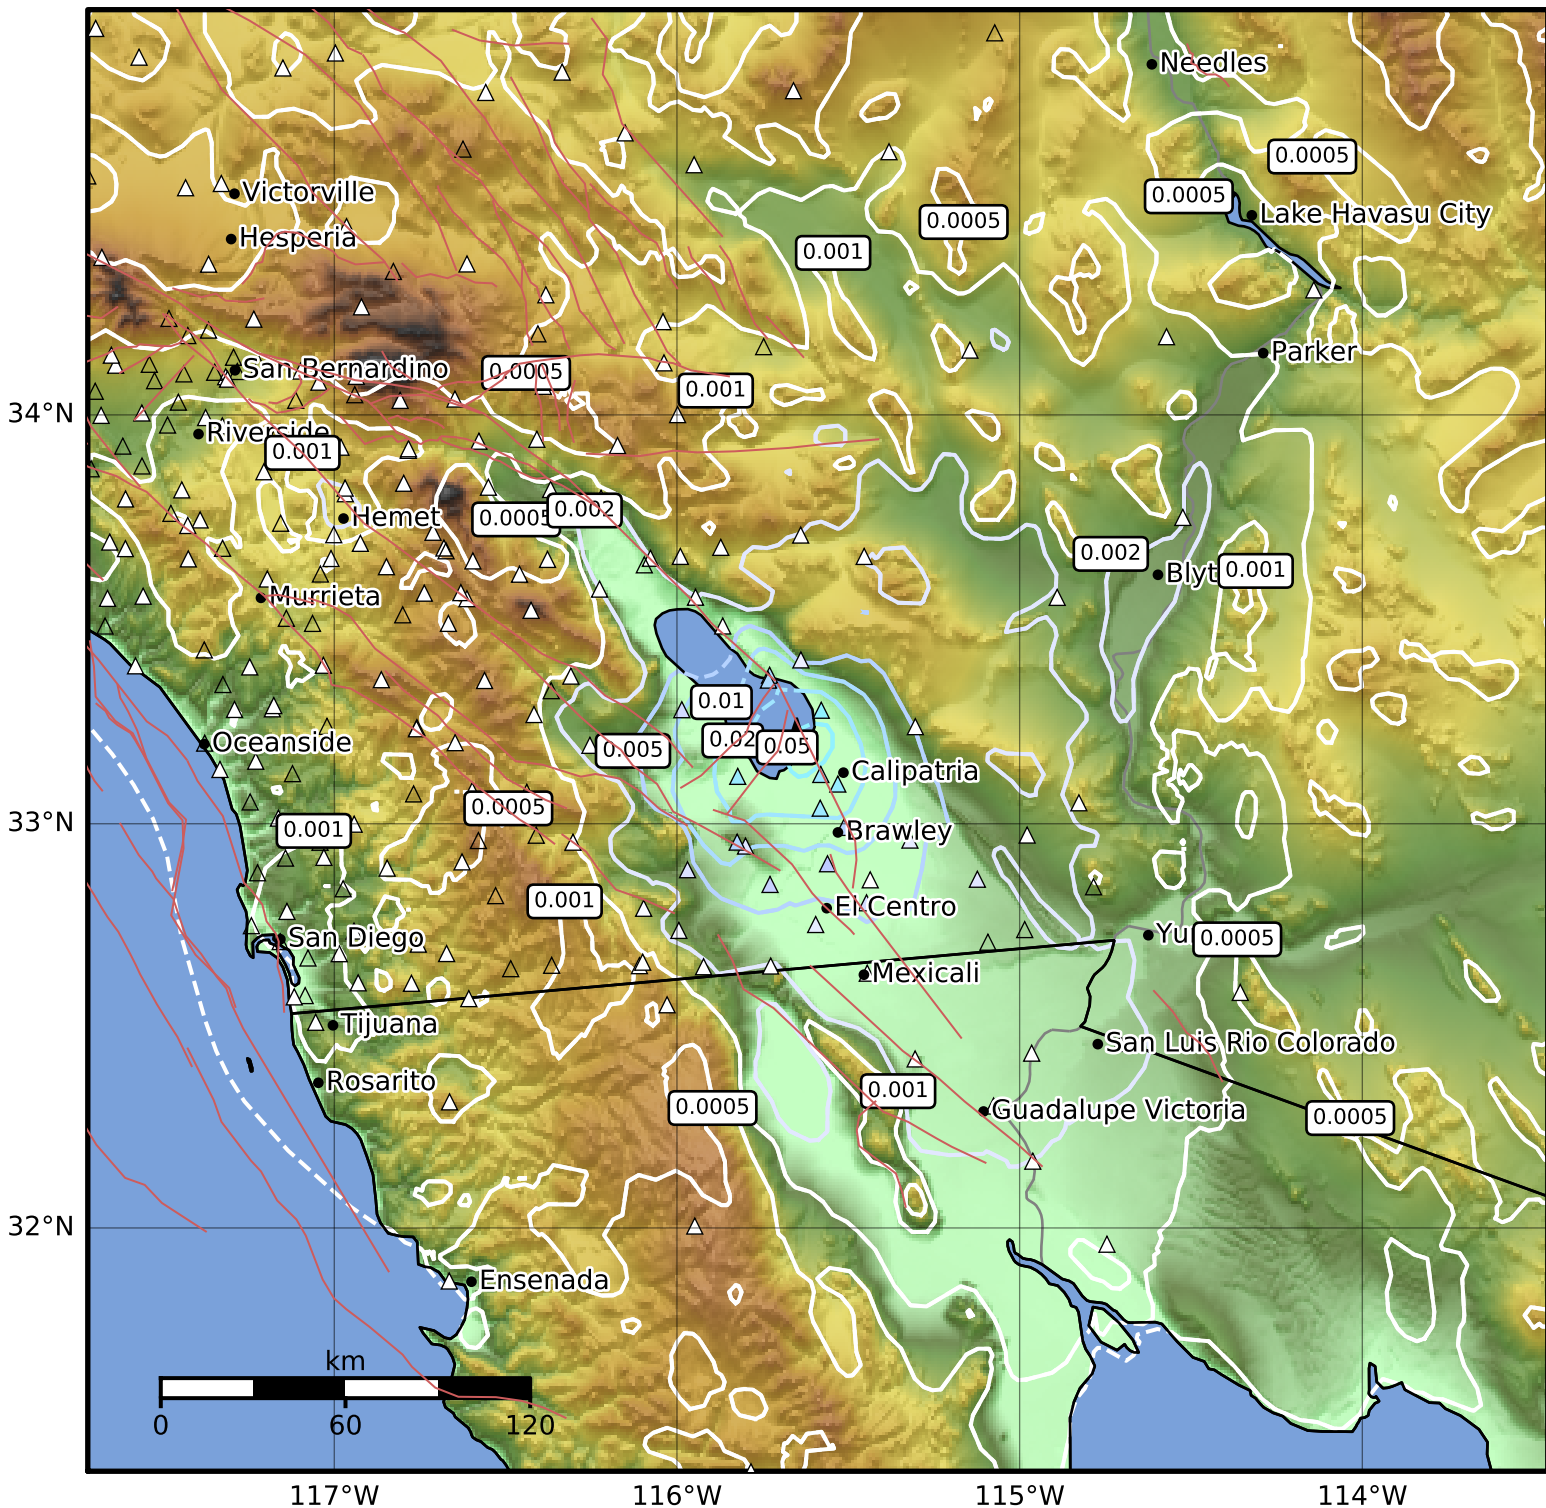 Needles
0.0005
Victorville
0.0005
Lake Havasu City
0.0005
Hesperia
0.001
Parker
San Bernardino
0.0005
0.001
34°N
Riverside
0.001
Hemet
0.0005
0.002
0.002
0.001
Murrieta
0.01
Oceanside
0.005
0.02
0.05
Calipatria
33°N
0.0005
0.001
Brawley
0.001
El Centro
San Diego
0.0005
Mexicali
Tijuana
San Luis Rio Colorado
Rosarito
0.001
0.0005
Guadalupe Victoria
0.0005
32°N
Ensenada
km
0
60
120
117°W
116°W
115°W
114°W